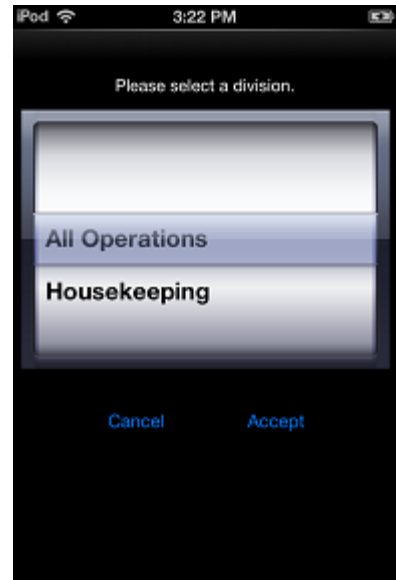 iPod 3:22 PM
Please select a division.
All Operations
Housekeeping
Cancel Accept